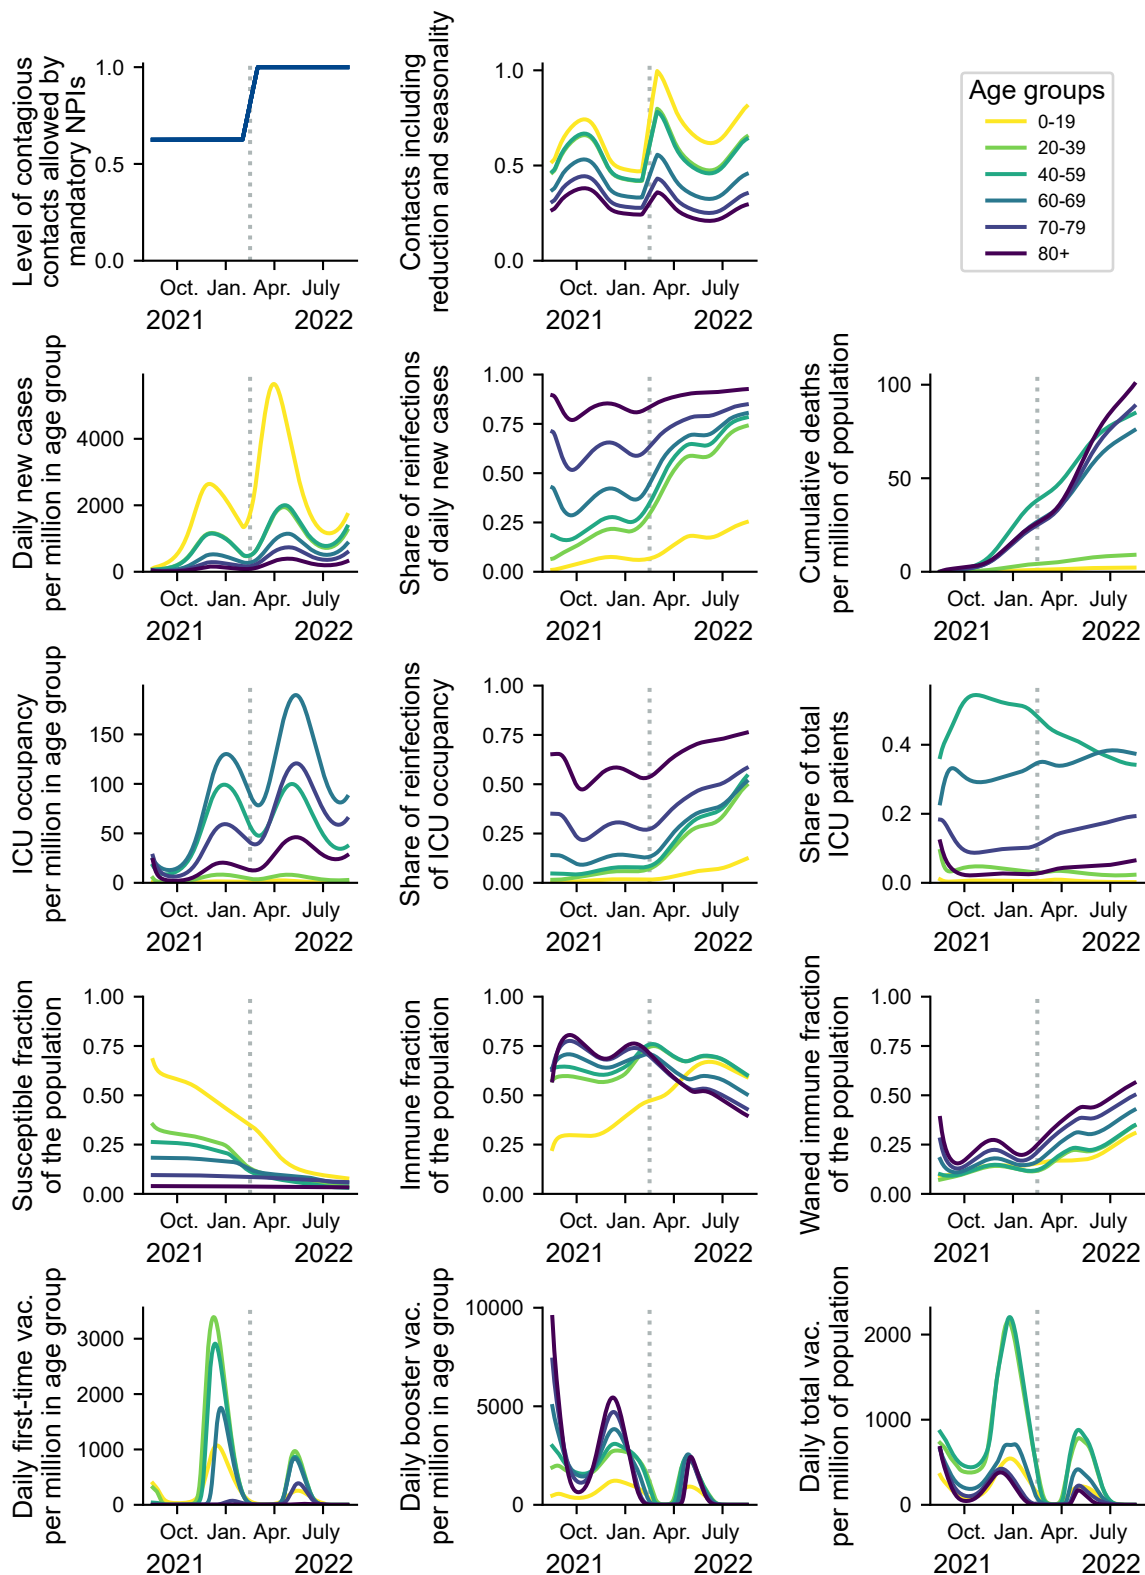 Level of contagious
contacts allowed by
mandatory NPIs
1.0
0.5
0.0
Oct. Jan. Apr. July
2021 2022
Contacts including
reduction and seasonality
1.0
0.5
0.0
Oct. Jan. Apr. July
2021 2022
Age groups
0-19
20-39
40-59
60-69
70-79
80+
Daily new cases
per million in age group
4000
2000
0
Oct. Jan. Apr. July
2021 2022
Share of reinfections
of daily new cases
1.00
0.75
0.50
0.25
0.00
Oct. Jan. Apr. July
2021 2022
Cumulative deaths
per million of population
100
50
0
Oct. Jan. Apr. July
2021 2022
ICU occupancy
per million in age group
150
100
50
0
Oct. Jan. Apr. July
2021 2022
Share of reinfections
of ICU occupancy
1.00
0.75
0.50
0.25
0.00
Oct. Jan. Apr. July
2021 2022
Share of total
ICU patients
0.4
0.2
0.0
Oct. Jan. Apr. July
2021 2022
Susceptible fraction
of the population
1.00
0.75
0.50
0.25
0.00
Oct. Jan. Apr. July
2021 2022
Immune fraction
of the population
1.00
0.75
0.50
0.25
0.00
Oct. Jan. Apr. July
2021 2022
Waned immune fraction
of the population
1.00
0.75
0.50
0.25
0.00
Oct. Jan. Apr. July
2021 2022
Daily first-time vac.
per million in age group
3000
2000
1000
0
Oct. Jan. Apr. July
2021 2022
Daily booster vac.
per million in age group
10000
5000
0
Oct. Jan. Apr. July
2021 2022
Daily total vac.
per million of population
2000
1000
0
Oct. Jan. Apr. July
2021 2022